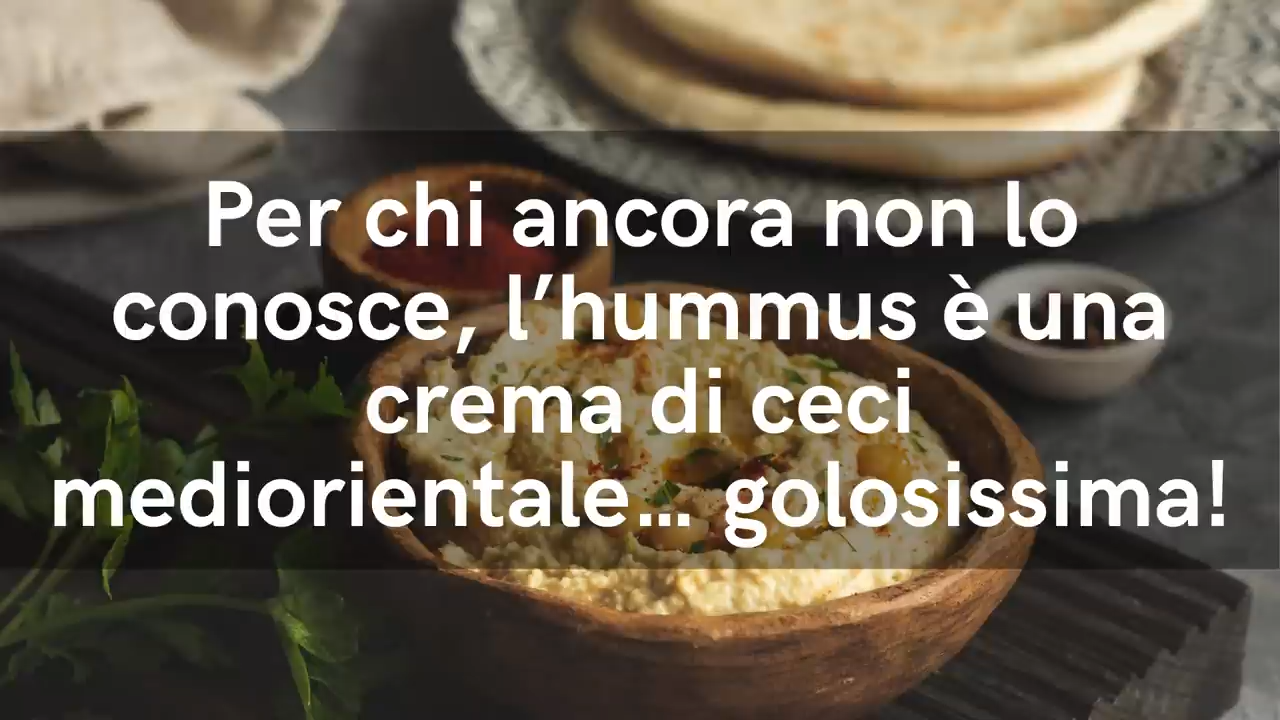 Per chi ancora non lo
conosce, l’hummus è una
crema di ceci
mediorientale... golosissima!